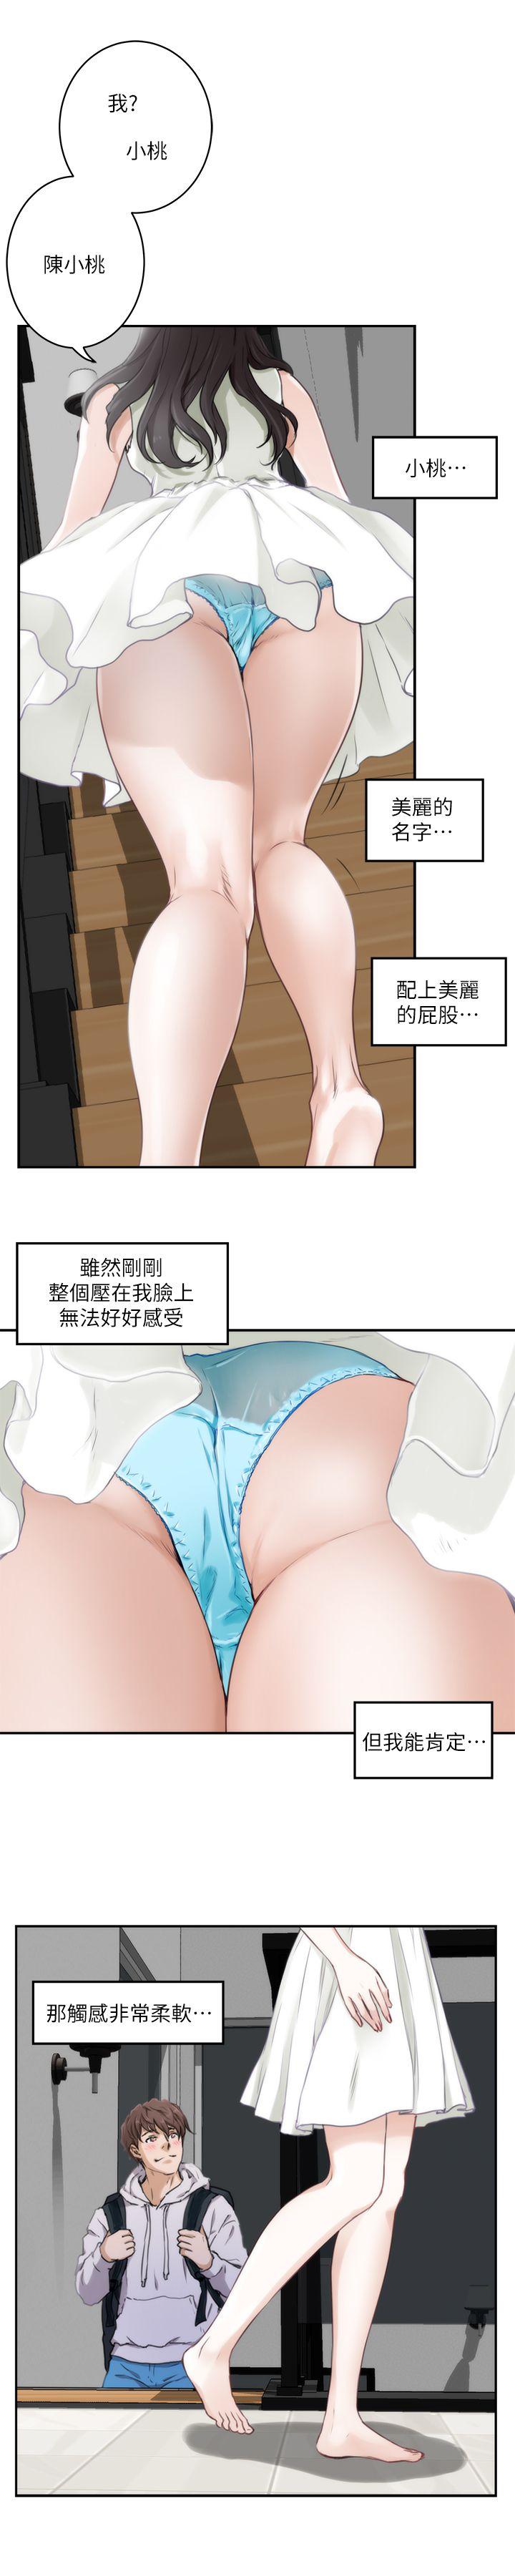 我?
小桃
陳小桃
小桃…
美麗的
名字…
配上美麗
的屁股…
雖然剛剛
整個壓在我臉上
無法好好感受
但我能肯定…
那觸感非常柔軟…